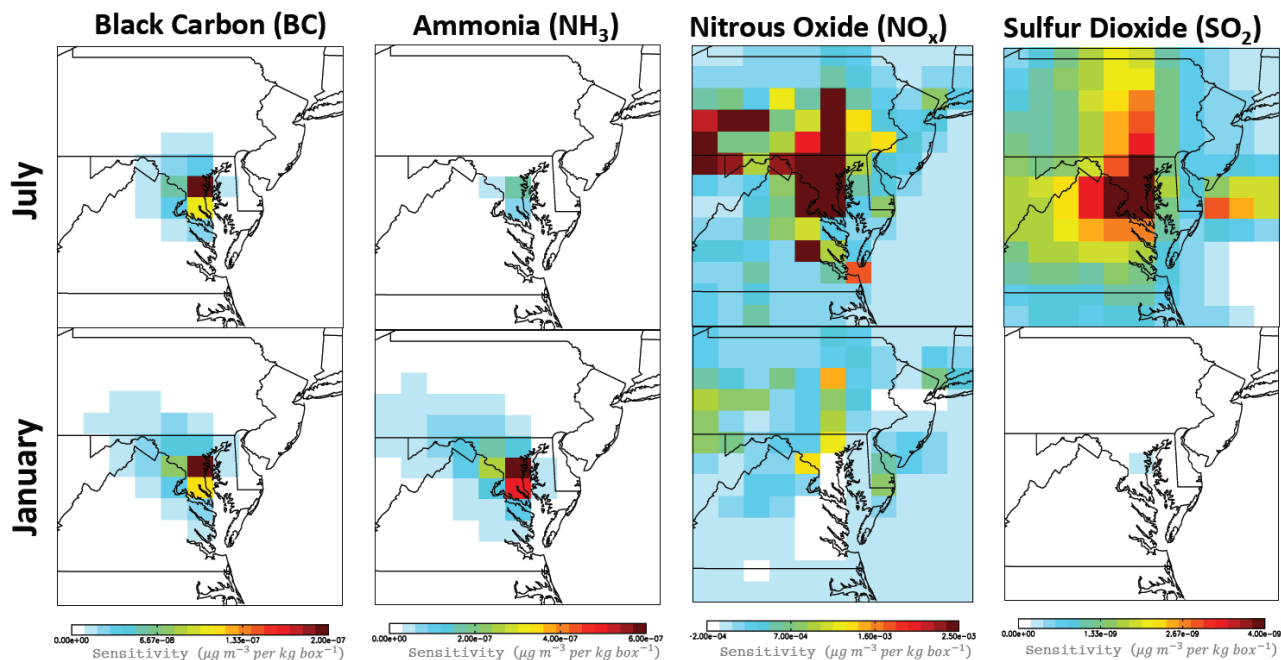 Black Carbon (BC)
Ammonia (NH₃)
Nitrous Oxide (NOₓ)
Sulfur Dioxide (SO₂)
July
January
0.00e+00 6.67e-08 1.33e-07 2.00e-07
Sensitivity (μg m⁻³ per kg box⁻¹)
0.00e+00 2.00e-07 4.00e-07 6.00e-07
Sensitivity (μg m⁻³ per kg box⁻¹)
-2.00e-04 7.00e-04 1.60e-03 2.50e-03
Sensitivity (μg m⁻³ per kg box⁻¹)
0.00e+00 1.33e-09 2.67e-09 4.00e-09
Sensitivity (μg m⁻³ per kg box⁻¹)